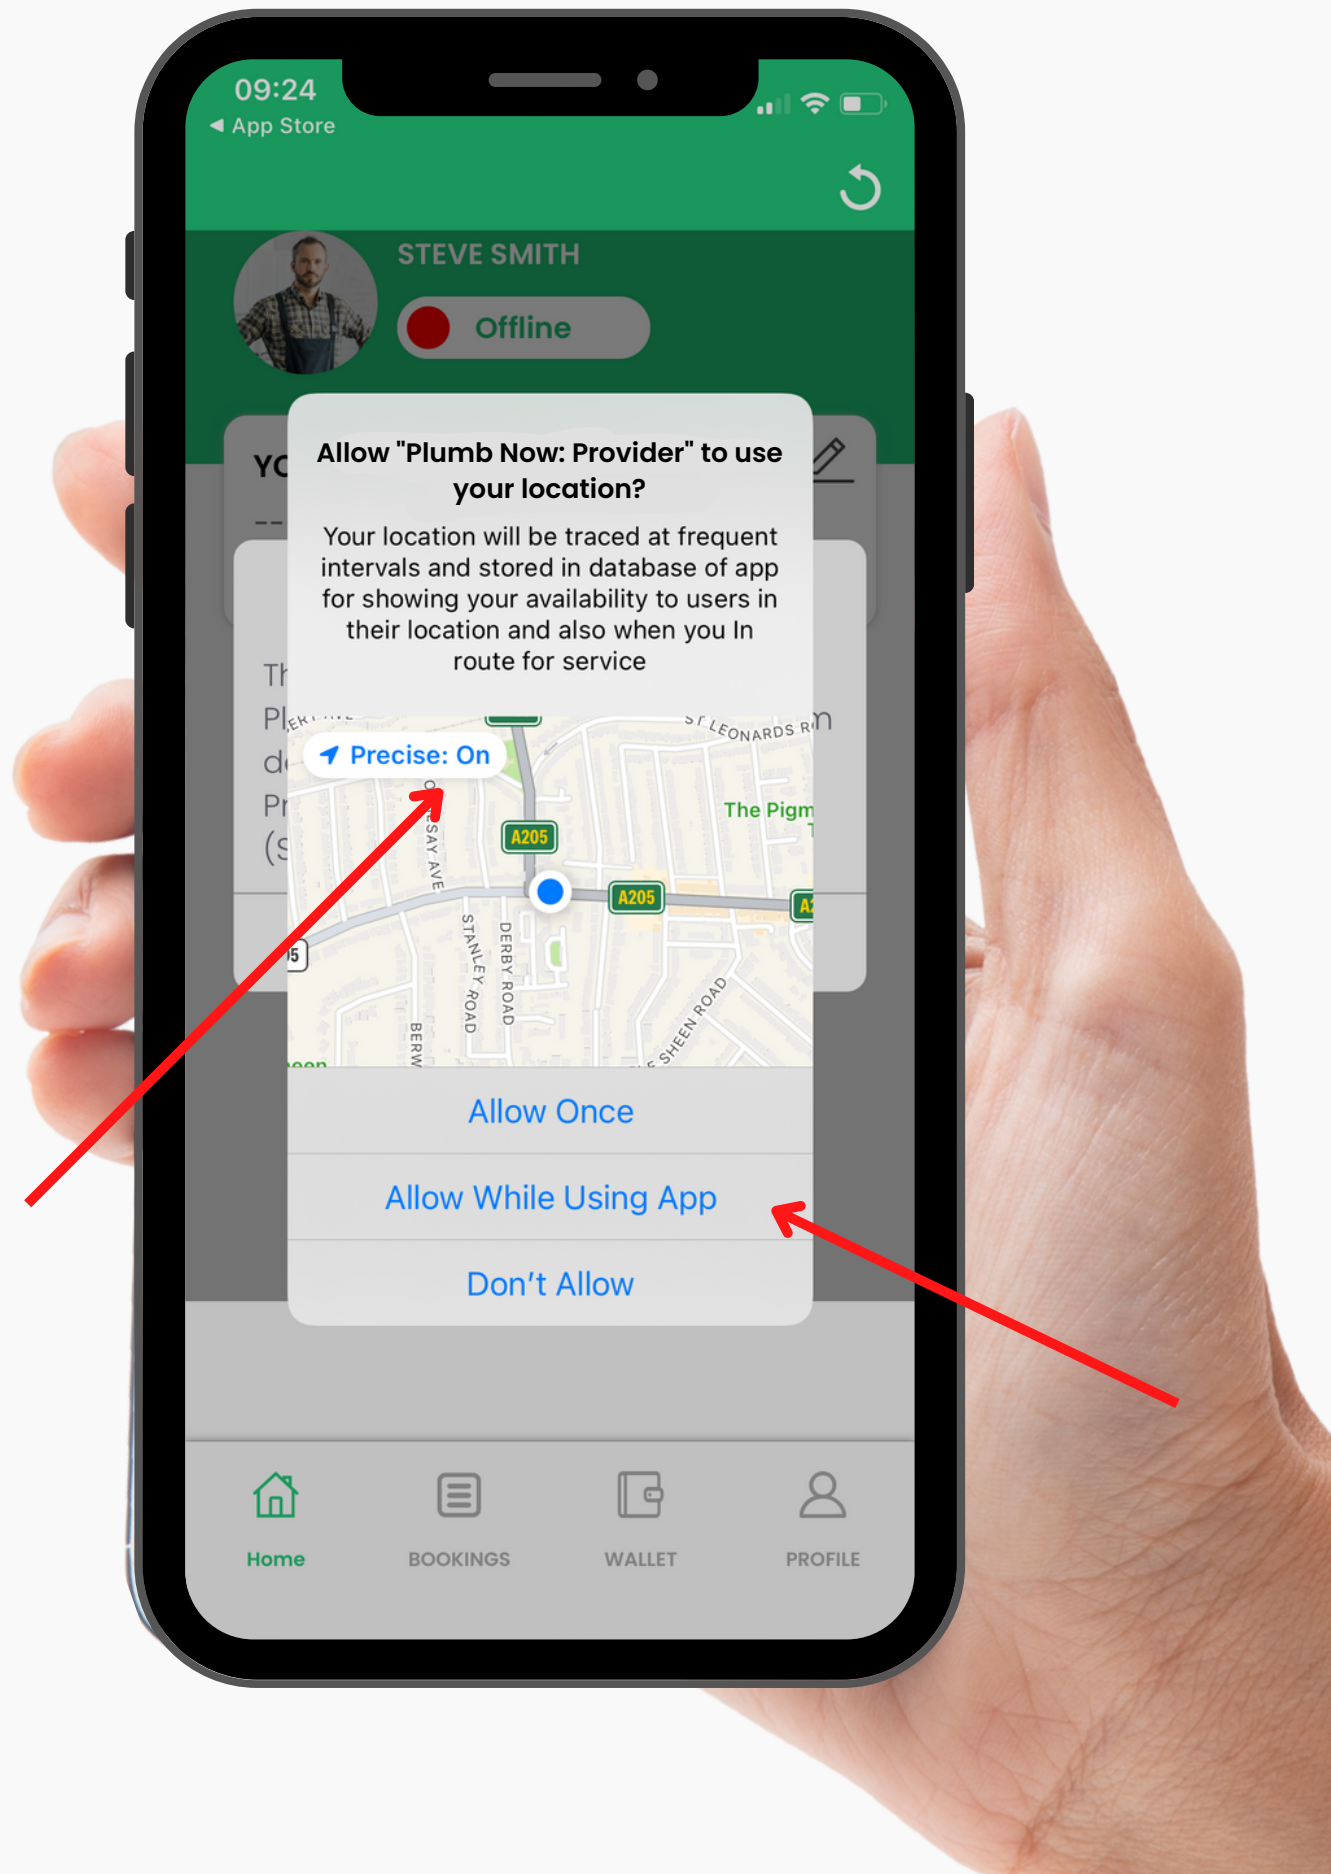 09:24
◀ App Store
STEVE SMITH
Offline
Allow "Plumb Now: Provider" to use
your location?
Your location will be traced at frequent
intervals and stored in database of app
for showing your availability to users in
their location and also when you In
route for service
ST LEONARDS
Precise: On
The Pigm
A205
A205
AVE
STANLEY ROAD
DERBY ROAD
SHEEN ROAD
BERW
Allow Once
Allow While Using App
Don't Allow
Home
BOOKINGS
WALLET
PROFILE